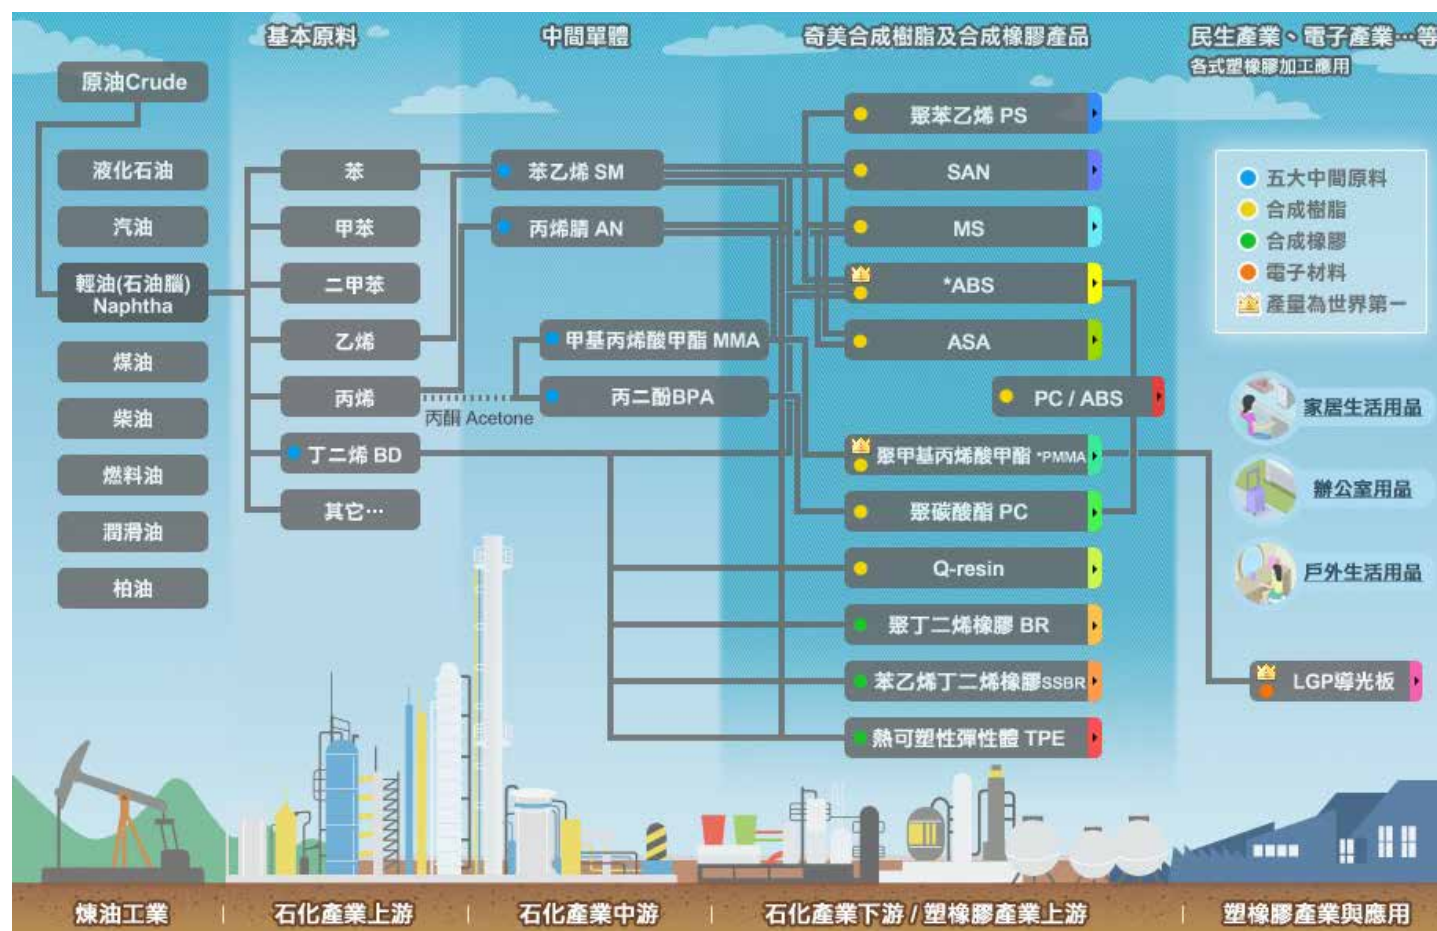 基本原料
中間單體
奇美合成樹脂及合成橡膠產品
民生產業、電子產業…等
各式塑橡膠加工應用
原油Crude
液化石油
汽油
輕油(石油腦)
Naphtha
煤油
柴油
燃料油
潤滑油
柏油
苯
甲苯
二甲苯
乙烯
丙烯
丁二烯 BD
其它…
苯乙烯 SM
丙烯腈 AN
甲基丙烯酸甲酯 MMA
丙二酚BPA
丙酮 Acetone
聚苯乙烯 PS
SAN
MS
*ABS
ASA
PC / ABS
聚甲基丙烯酸甲酯 *PMMA
聚碳酸酯 PC
Q-resin
聚丁二烯橡膠 BR
苯乙烯丁二烯橡膠SSBR
熱可塑性彈性體 TPE
五大中間原料
合成樹脂
合成橡膠
電子材料
產量為世界第一
家居生活用品
辦公室用品
戶外生活用品
LGP導光板
煉油工業
石化產業上游
石化產業中游
石化產業下游 / 塑橡膠產業上游
塑橡膠產業與應用